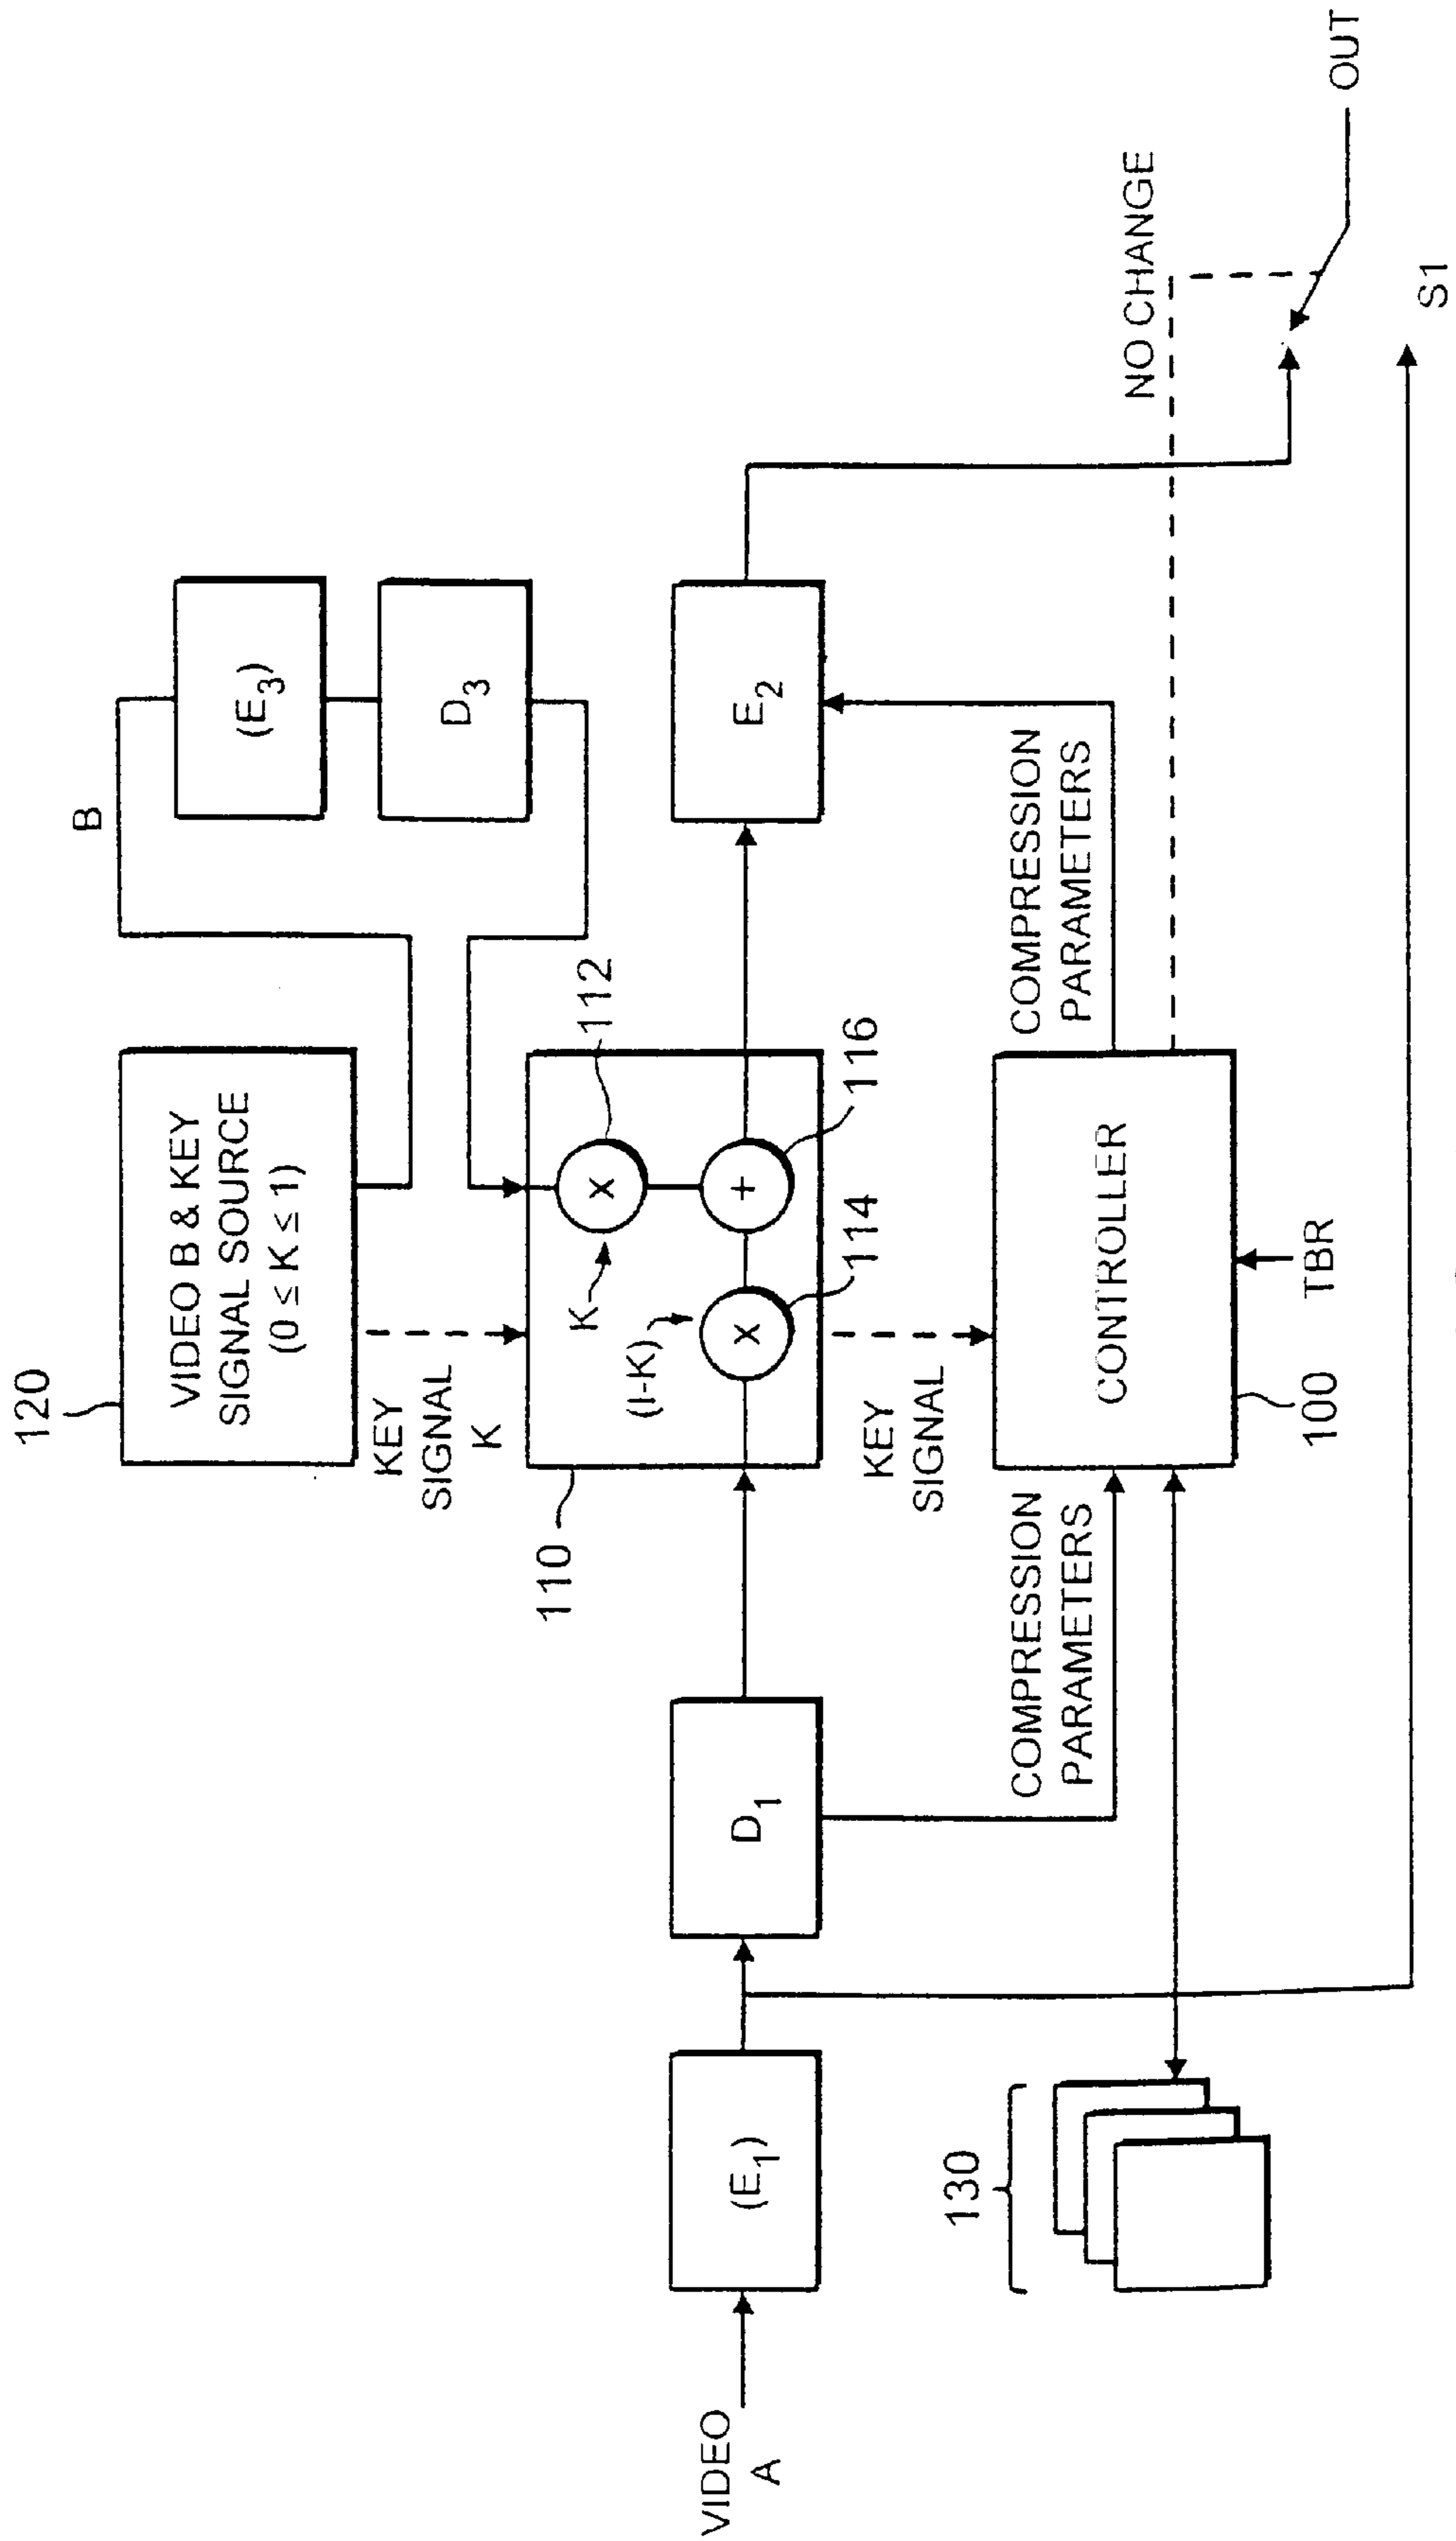 120
VIDEO B & KEY
SIGNAL SOURCE
(0 ≤ K ≤ 1)
B
(E3)
D3
KEY
SIGNAL
K
110
K
112
(I-K)
X
X
+
114
116
VIDEO
A
(E1)
D1
E2
KEY
SIGNAL
COMPRESSION
PARAMETERS
COMPRESSION
PARAMETERS
NO CHANGE
130
CONTROLLER
100
TBR
OUT
S1